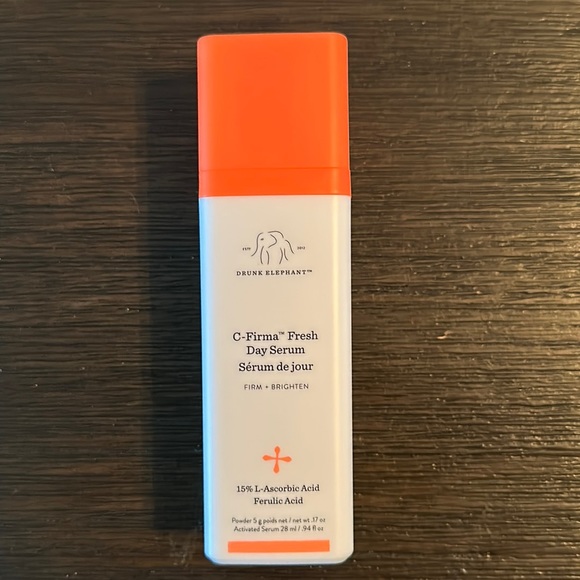 ESTD 2012
DRUNK ELEPHANT™
C-Firma™ Fresh
Day Serum
Sérum de jour
FIRM + BRIGHTEN
15% L-Ascorbic Acid
Ferulic Acid
Powder 5 g poids net / net wt .17 oz
Activated Serum 28 ml / .94 fl oz